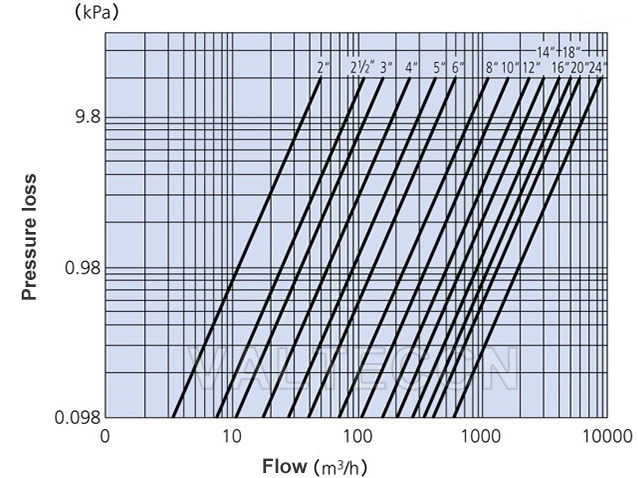 (kPa)
14" 18"
2" 2½" 3" 4" 5" 6" 8" 10" 12" 16" 20" 24"
9.8
0.98
0.098
Pressure loss
VALTECCN
0 10 100 1000 10000
Flow (m³/h)